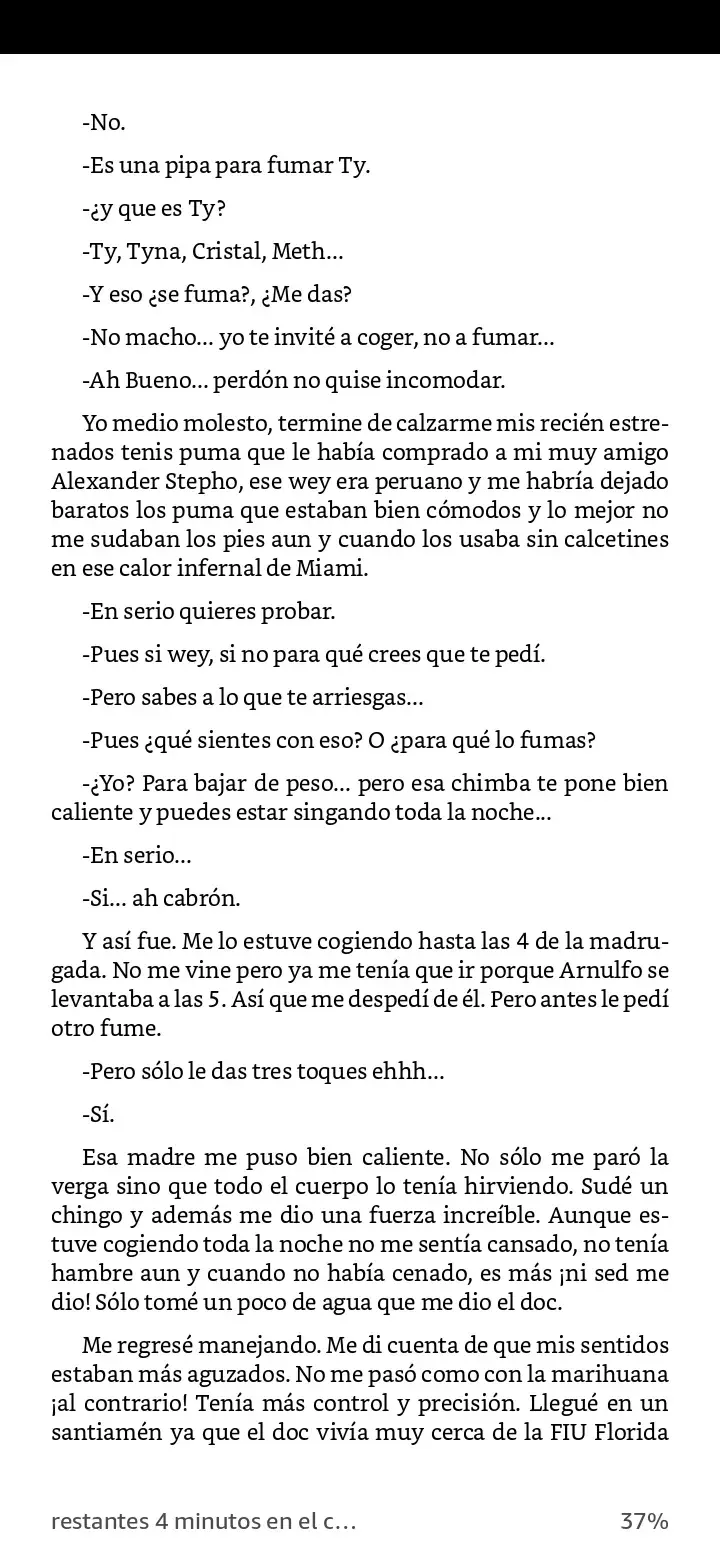 -No.
-Es una pipa para fumar Ty.
-¿y que es Ty?
-Ty, Tyna, Cristal, Meth...
-Y eso ¿se fuma?, ¿Me das?
-No macho... yo te invité a coger, no a fumar...
-Ah Bueno... perdón no quise incomodar.
Yo medio molesto, termine de calzarme mis recién estre-
nados tenis puma que le había comprado a mi muy amigo
Alexander Stepho, ese wey era peruano y me habría dejado
baratos los puma que estaban bien cómodos y lo mejor no
me sudaban los pies aun y cuando los usaba sin calcetines
en ese calor infernal de Miami.
-En serio quieres probar.
-Pues si wey, si no para qué crees que te pedí.
-Pero sabes a lo que te arriesgas...
-Pues ¿qué sientes con eso? O ¿para qué lo fumas?
-¿Yo? Para bajar de peso... pero esa chimba te pone bien
caliente y puedes estar singando toda la noche...
-En serio...
-Si... ah cabrón.
Y así fue. Me lo estuve cogiendo hasta las 4 de la madru-
gada. No me vine pero ya me tenía que ir porque Arnulfo se
levantaba a las 5. Así que me despedí de él. Pero antes le pedí
otro fume.
-Pero sólo le das tres toques ehhh...
-Sí.
Esa madre me puso bien caliente. No sólo me paró la
verga sino que todo el cuerpo lo tenía hirviendo. Sudé un
chingo y además me dio una fuerza increíble. Aunque es-
tuve cogiendo toda la noche no me sentía cansado, no tenía
hambre aun y cuando no había cenado, es más ¡ni sed me
dio! Sólo tomé un poco de agua que me dio el doc.
Me regresé manejando. Me di cuenta de que mis sentidos
estaban más aguzados. No me pasó como con la marihuana
¡al contrario! Tenía más control y precisión. Llegué en un
santiamén ya que el doc vivía muy cerca de la FIU Florida
restantes 4 minutos en el c... 37%